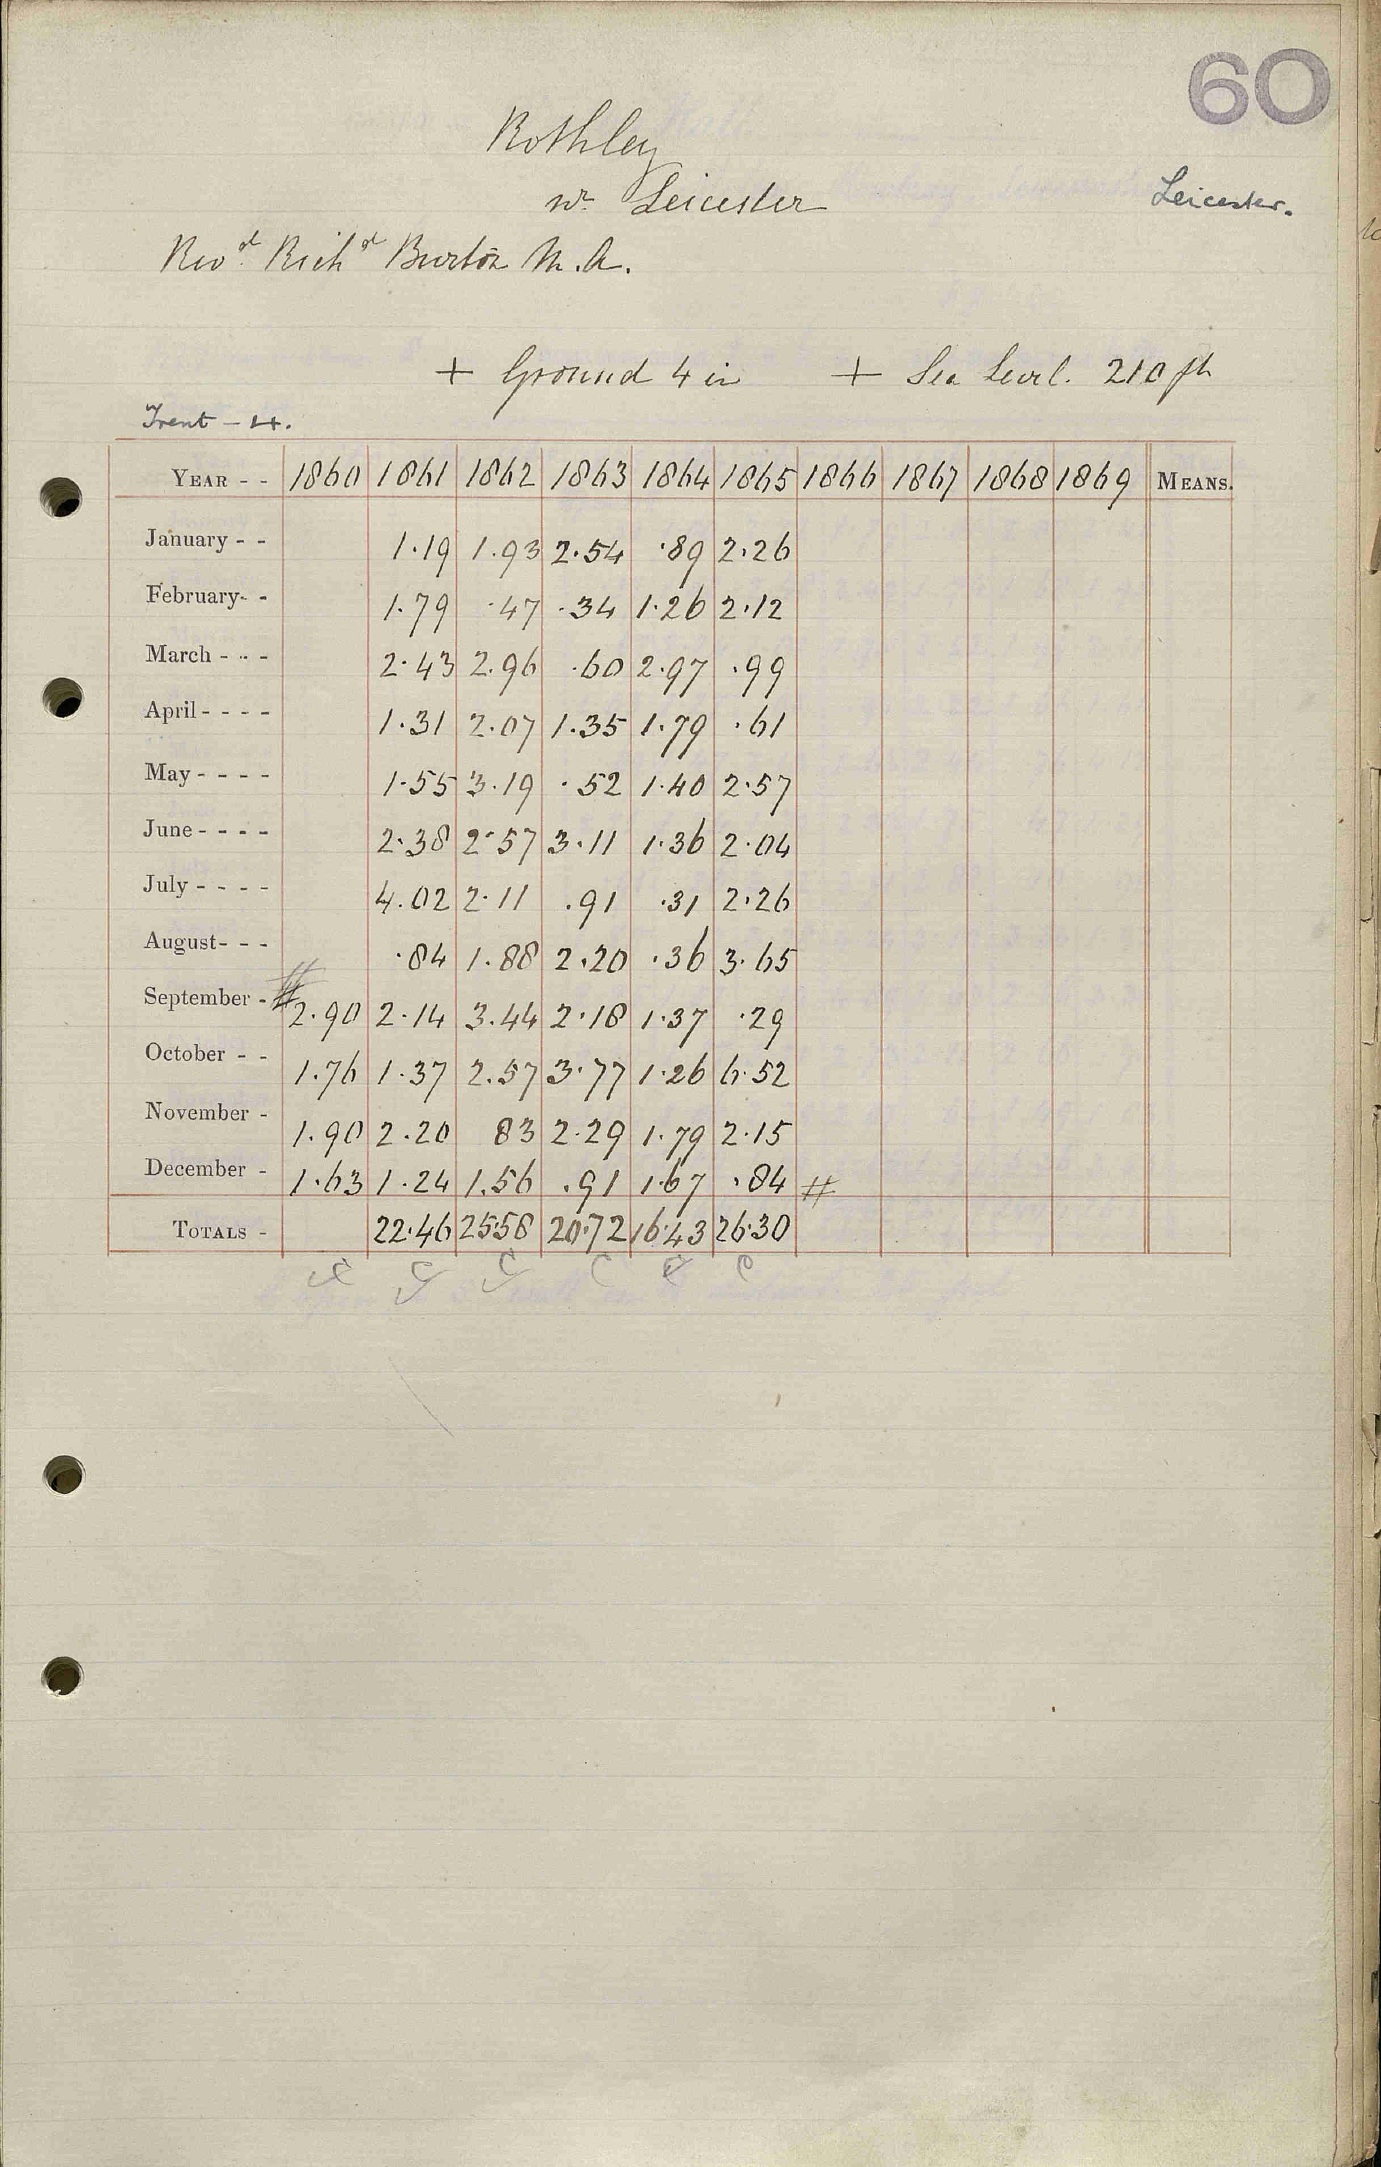 60
Rothley
nr Leicester
Leicester.
Revd. Richd Burton M.A.
+ Ground 4 in + Sea Level. 210 ft
Trent - 4.
YEAR - - 1860 1861 1862 1863 1864 1865 1866 1867 1868 1869 MEANS.
January - - 1.19 1.93 2.54 .89 2.26
February- - 1.79 .47 .34 1.26 2.12
March - - - 2.43 2.96 .60 2.97 .99
April - - - - 1.31 2.07 1.35 1.79 .61
May - - - - 1.55 3.19 .52 1.40 2.57
June - - - - 2.38 2.57 3.11 1.36 2.04
July - - - - 4.02 2.11 .91 .31 2.26
August- - - .84 1.88 2.20 .36 3.65
September - # 2.90 2.14 3.44 2.18 1.37 .29
October - - 1.76 1.37 2.57 3.77 1.26 6.52
November - 1.90 2.20 83 2.29 1.79 2.15
December - 1.63 1.24 1.56 .91 1.67 .84 #
TOTALS - 22.46 25.58 20.72 16.43 26.30